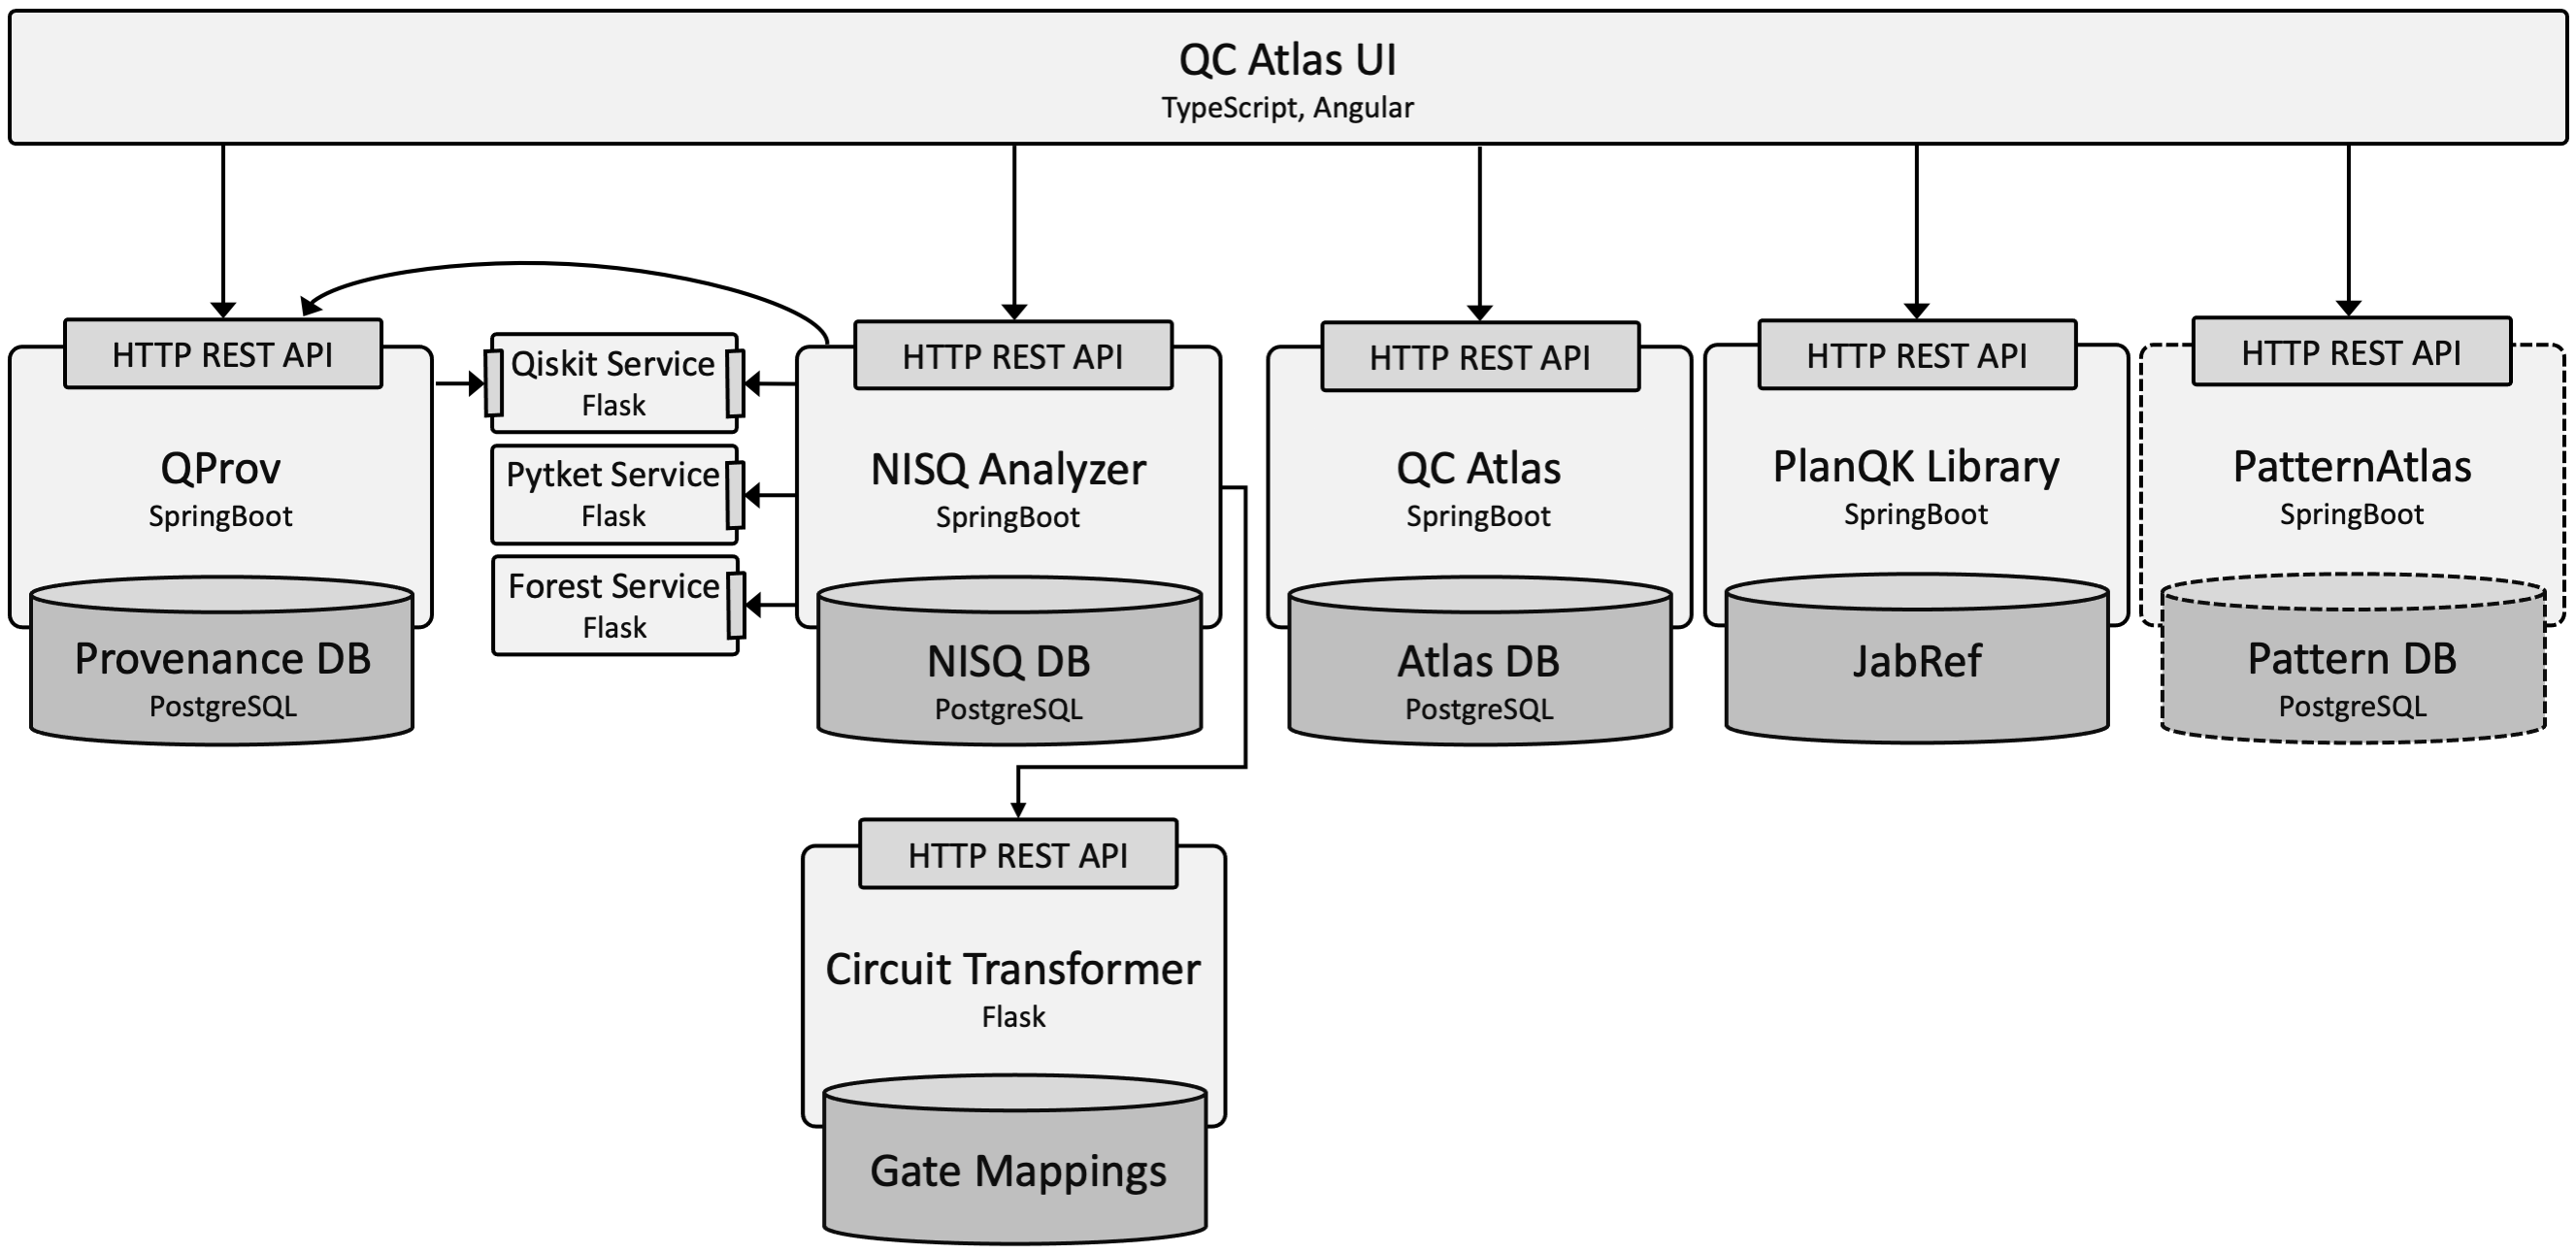 QC Atlas UI
TypeScript, Angular
HTTP REST API
QProv
SpringBoot
Provenance DB
PostgreSQL
Qiskit Service
Flask
Pytket Service
Flask
Forest Service
Flask
HTTP REST API
NISQ Analyzer
SpringBoot
NISQ DB
PostgreSQL
HTTP REST API
QC Atlas
SpringBoot
Atlas DB
PostgreSQL
HTTP REST API
PlanQK Library
SpringBoot
JabRef
HTTP REST API
PatternAtlas
SpringBoot
Pattern DB
PostgreSQL
HTTP REST API
Circuit Transformer
Flask
Gate Mappings